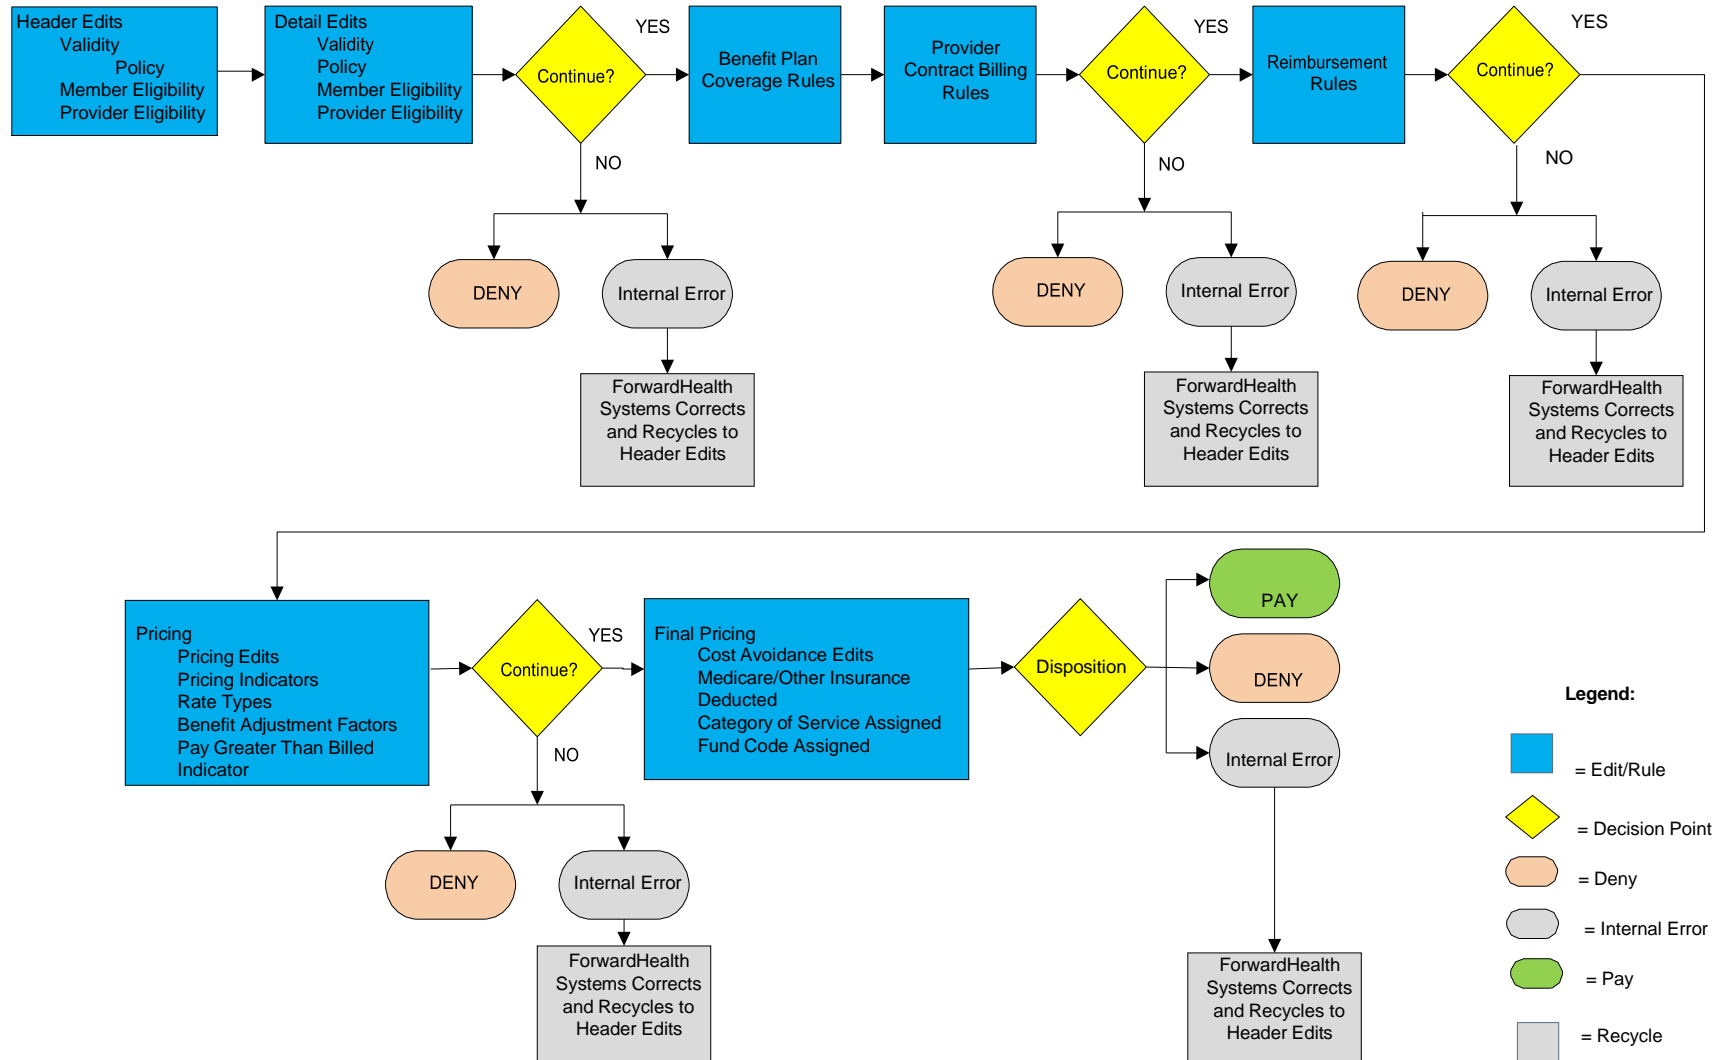 Header Edits
Validity
Policy
Member Eligibility
Provider Eligibility
Detail Edits
Validity
Policy
Member Eligibility
Provider Eligibility
Continue?
YES
NO
Benefit Plan
Coverage Rules
Provider
Contract Billing
Rules
Continue?
YES
NO
Reimbursement
Rules
Continue?
YES
NO
DENY
Internal Error
ForwardHealth
Systems Corrects
and Recycles to
Header Edits
DENY
Internal Error
ForwardHealth
Systems Corrects
and Recycles to
Header Edits
DENY
Internal Error
ForwardHealth
Systems Corrects
and Recycles to
Header Edits
Pricing
Pricing Edits
Pricing Indicators
Rate Types
Benefit Adjustment Factors
Pay Greater Than Billed
Indicator
Continue?
YES
NO
Final Pricing
Cost Avoidance Edits
Medicare/Other Insurance
Deducted
Category of Service Assigned
Fund Code Assigned
Disposition
PAY
DENY
Internal Error
DENY
Internal Error
ForwardHealth
Systems Corrects
and Recycles to
Header Edits
ForwardHealth
Systems Corrects
and Recycles to
Header Edits
Legend:
= Edit/Rule
= Decision Point
= Deny
= Internal Error
= Pay
= Recycle